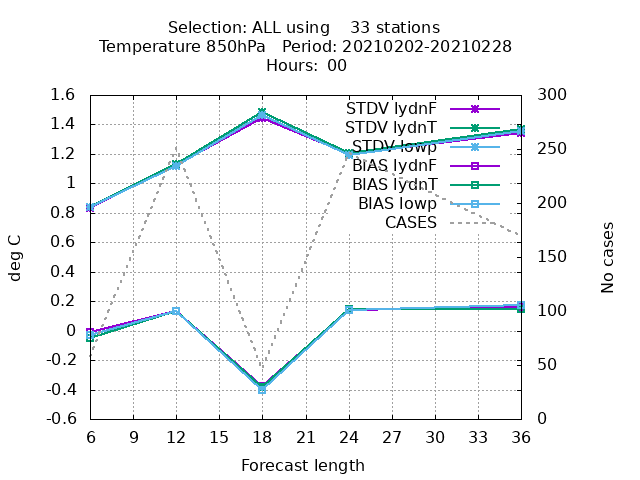 Selection: ALL using    33 stations
Temperature 850hPa   Period: 20210202-20210228
Hours: 00
1.6
1.4
1.2
1
0.8
0.6
0.4
0.2
0
-0.2
-0.4
-0.6
deg C
300
250
200
150
100
50
0
No cases
STDV lydnF
STDV lydnT
STDV lowp
BIAS lydnF
BIAS lydnT
BIAS lowp
CASES
6 9 12 15 18 21 24 27 30 33 36
Forecast length